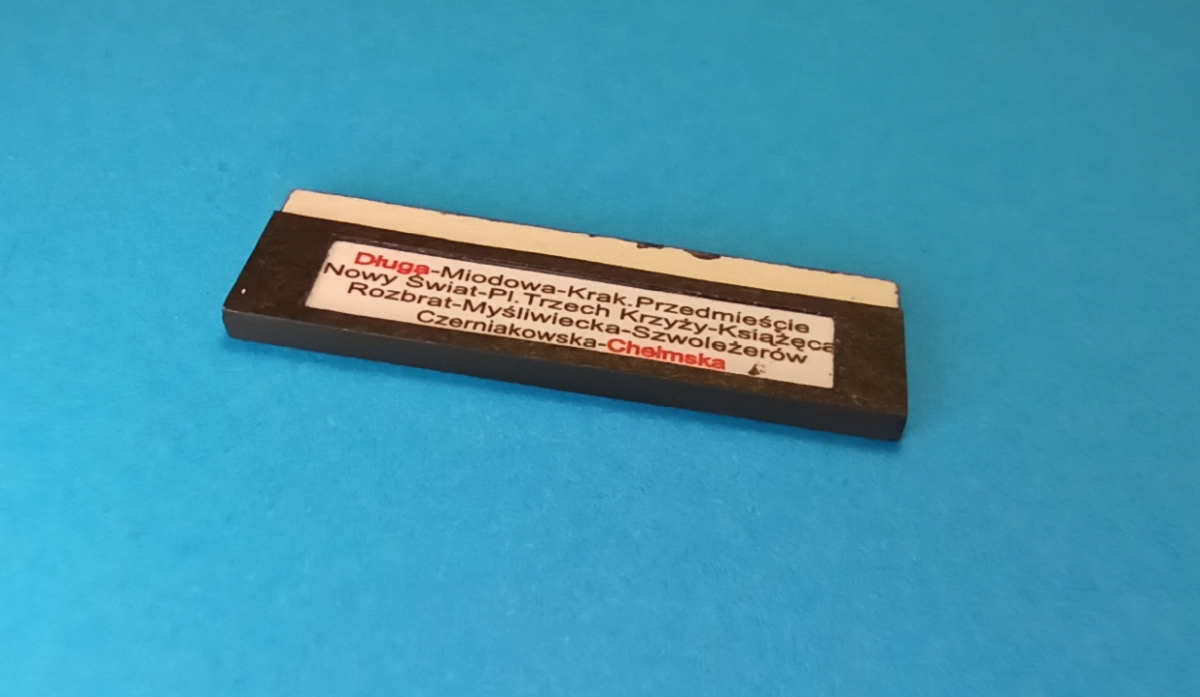 Długa-Miodowa-Krak.Przedmieście
Nowy Świat-Pl.Trzech Krzyży-Książęca
Rozbrat-Myśliwiecka-Szwoleżerów
Czerniakowska-Chełmska